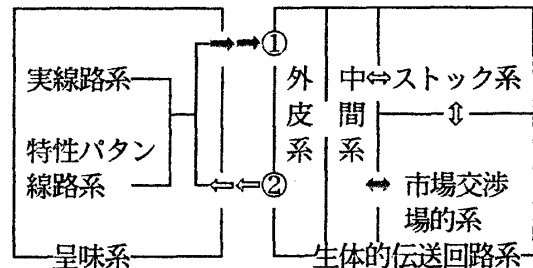 ①
実線路系
特性パタン
線路系
②
呈味系
外皮系
中間系
⇔ストック系
⇕
↔ 市場交渉
場的系
生体的伝送回路系